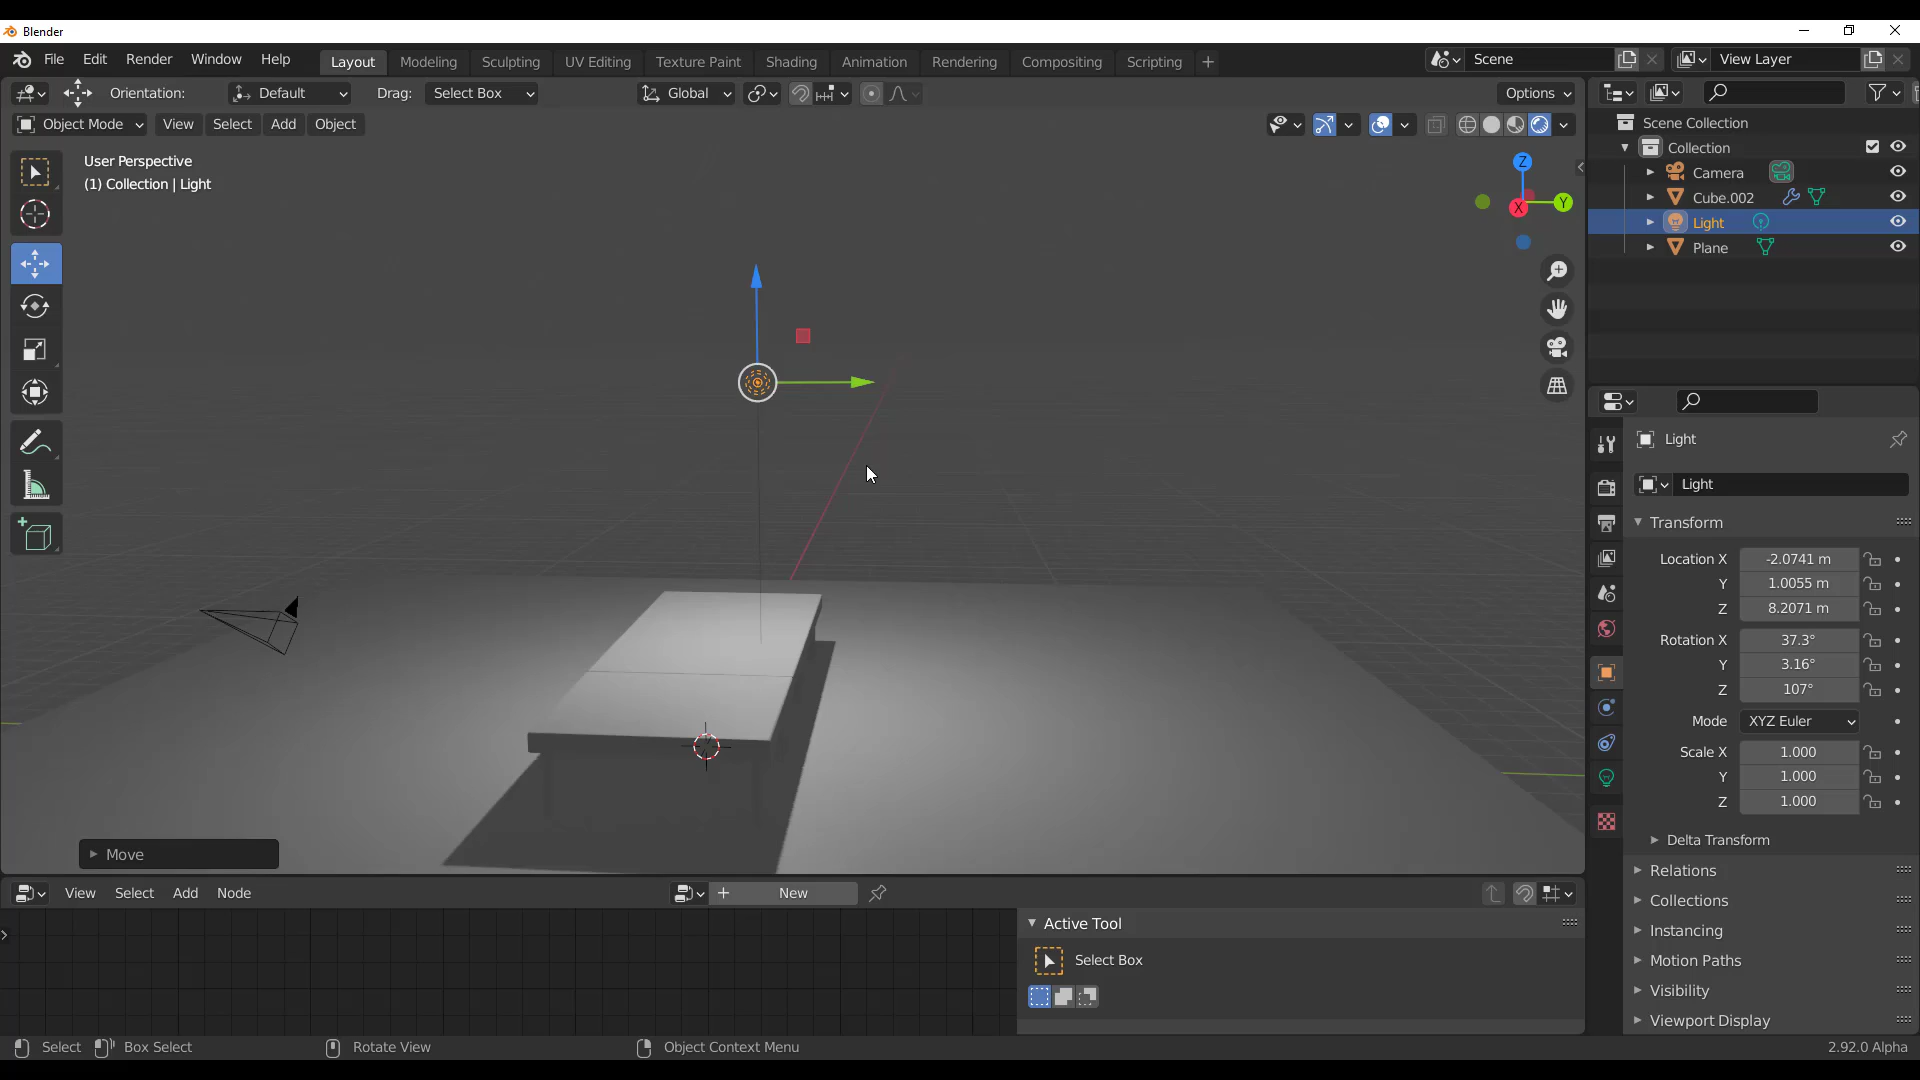 Blender
File Edit Render Window Help Layout Modeling Sculpting UV Editing Texture Paint Shading Animation Rendering Compositing Scripting + Scene View Layer
Orientation: Default Drag: Select Box Global Options
Object Mode View Select Add Object
User Perspective
(1) Collection | Light
Z
Y
X
Scene Collection
Collection
Camera
Cube.002
Light
Plane
Light
Light
Transform
Location X -2.0741 m
Y 1.0055 m
Z 8.2071 m
Rotation X 37.3°
Y 3.16°
Z 107°
Mode XYZ Euler
Scale X 1.000
Y 1.000
Z 1.000
Delta Transform
Relations
Collections
Instancing
Motion Paths
Visibility
Viewport Display
Move
View Select Add Node + New
Active Tool
Select Box
Select Box Select Rotate View Object Context Menu 2.92.0 Alpha